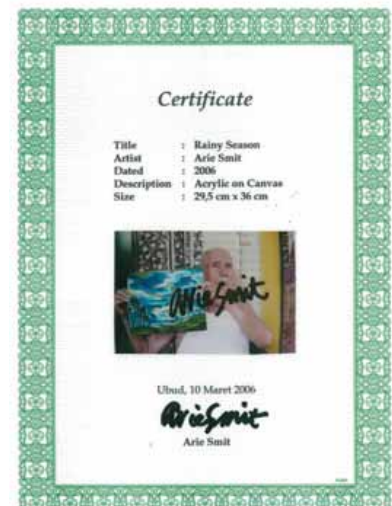 Certificate
Title : Rainy Season
Artist : Arie Smit
Dated : 2006
Description : Acrylic on Canvas
Size : 29,5 cm x 36 cm
Arie Smit
Ubud, 10 Maret 2006
Arie Smit
Arie Smit